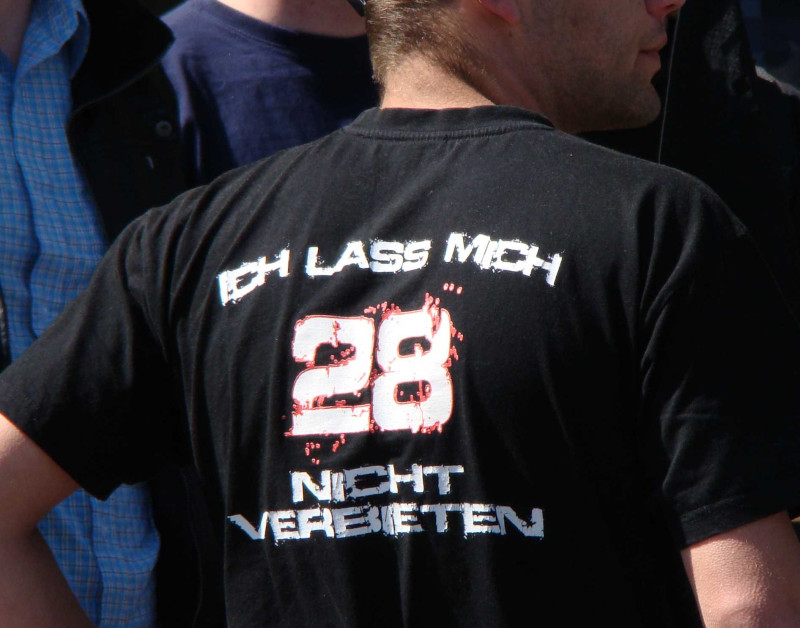 ICH LASS MICH
28
NICHT
VERBIETEN